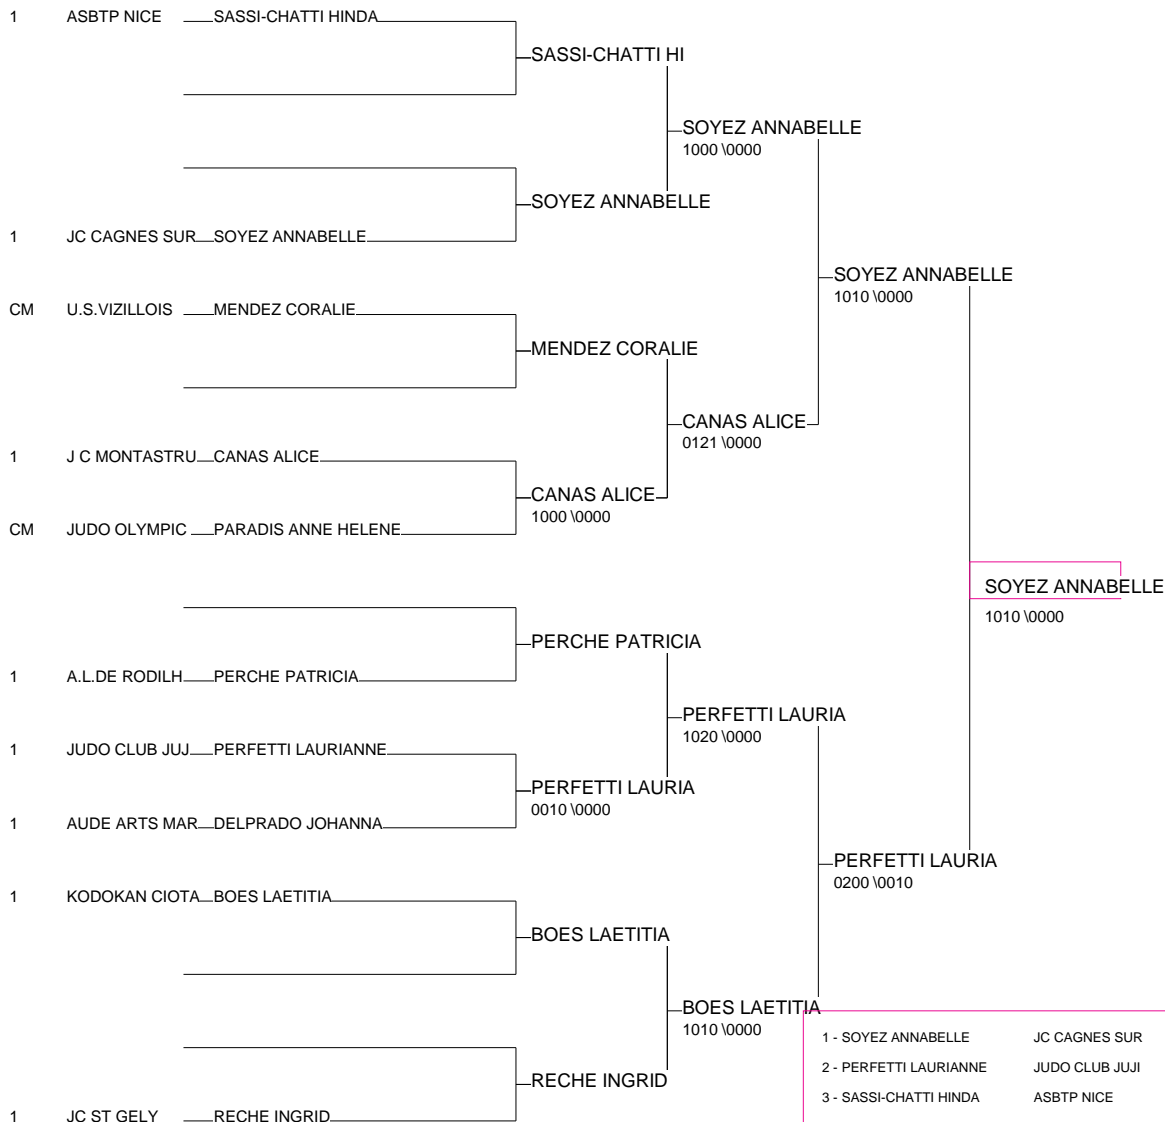 1 ASBTP NICE SASSI-CHATTI HINDA
SASSI-CHATTI HI
SOYEZ ANNABELLE
1000 \0000
SOYEZ ANNABELLE
1 JC CAGNES SUR SOYEZ ANNABELLE
SOYEZ ANNABELLE
1010 \0000
CM U.S.VIZILLOIS MENDEZ CORALIE
MENDEZ CORALIE
CANAS ALICE
0121 \0000
1 J C MONTASTRU CANAS ALICE
CANAS ALICE
1000 \0000
CM JUDO OLYMPIC PARADIS ANNE HELENE
SOYEZ ANNABELLE
1010 \0000
PERCHE PATRICIA
1 A.L.DE RODILH PERCHE PATRICIA
PERFETTI LAURIA
1020 \0000
1 JUDO CLUB JUJ PERFETTI LAURIANNE
PERFETTI LAURIA
0010 \0000
1 AUDE ARTS MAR DELPRADO JOHANNA
PERFETTI LAURIA
0200 \0010
1 KODOKAN CIOTA BOES LAETITIA
BOES LAETITIA
BOES LAETITIA
1010 \0000
1 - SOYEZ ANNABELLE JC CAGNES SUR
2 - PERFETTI LAURIANNE JUDO CLUB JUJI
RECHE INGRID
3 - SASSI-CHATTI HINDA ASBTP NICE
1 JC ST GELY RECHE INGRID